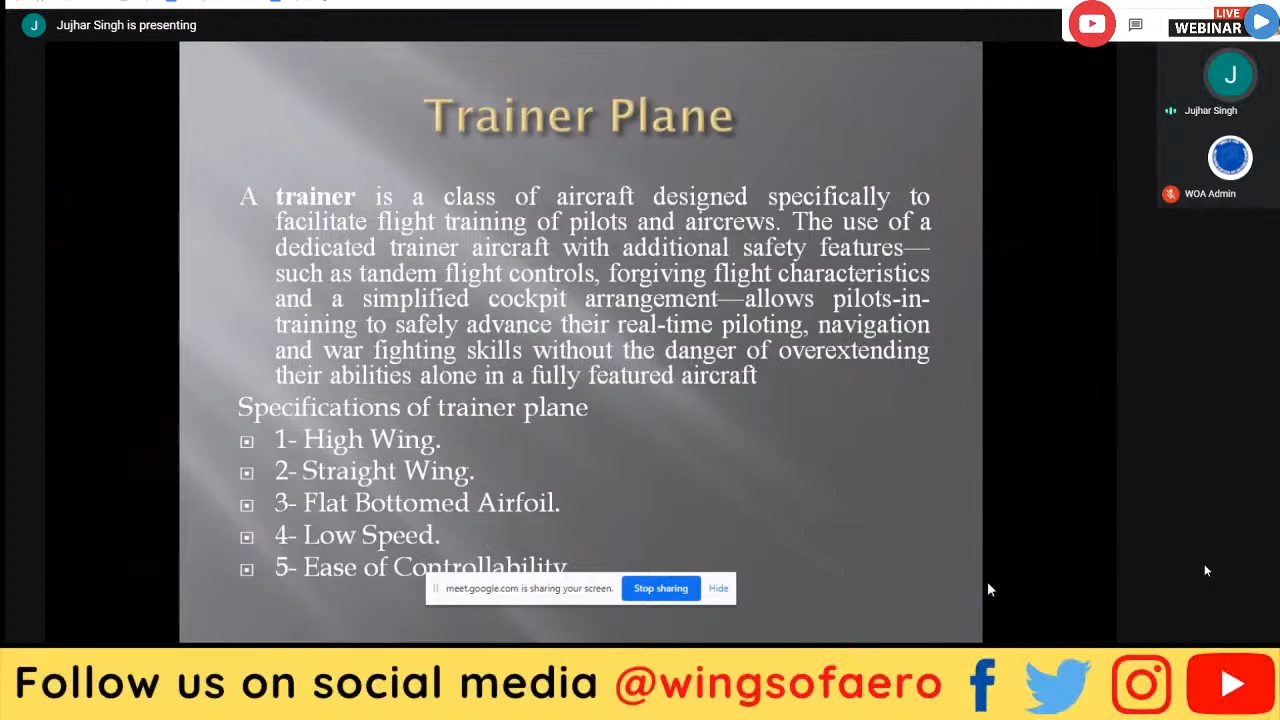 J Jujhar Singh is presenting
LIVE
WEBINAR
Trainer Plane
J
Jujhar Singh
WOA Admin
A trainer is a class of aircraft designed specifically to
facilitate flight training of pilots and aircrews. The use of a
dedicated trainer aircraft with additional safety features—
such as tandem flight controls, forgiving flight characteristics
and a simplified cockpit arrangement—allows pilots-in-
training to safely advance their real-time piloting, navigation
and war fighting skills without the danger of overextending
their abilities alone in a fully featured aircraft
Specifications of trainer plane
1- High Wing.
2- Straight Wing.
3- Flat Bottomed Airfoil.
4- Low Speed.
5- Ease of Controllability
meet.google.com is sharing your screen. Stop sharing Hide
Follow us on social media @wingsofaero